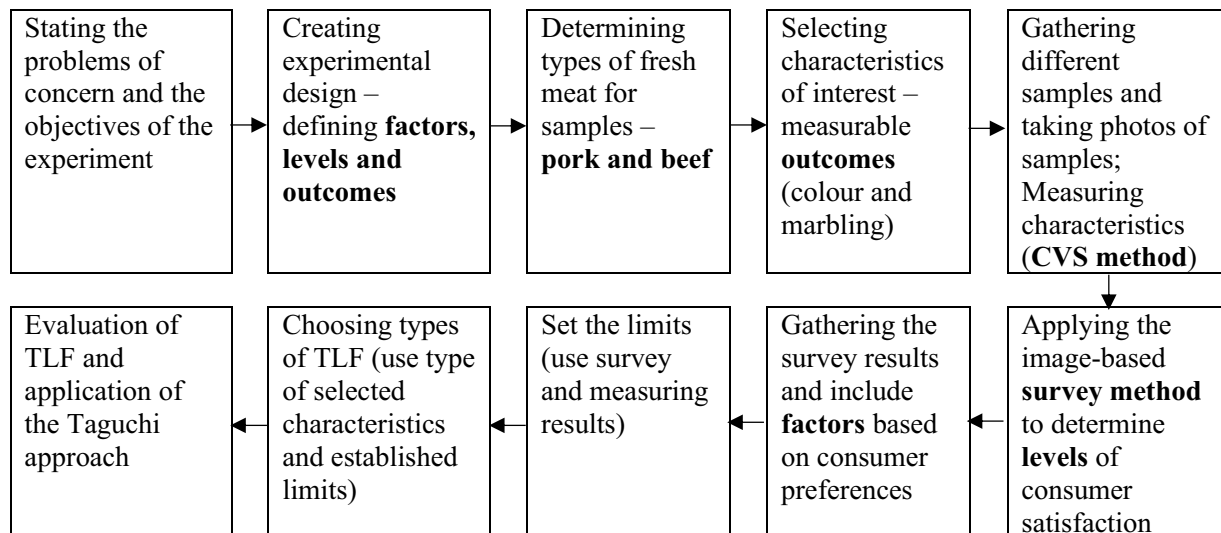 Stating the
problems of
concern and the
objectives of the
experiment
Creating
experimental
design –
defining factors,
levels and
outcomes
Determining
types of fresh
meat for
samples –
pork and beef
Selecting
characteristics
of interest –
measurable
outcomes
(colour and
marbling)
Gathering
different
samples and
taking photos of
samples;
Measuring
characteristics
(CVS method)
Applying the
image-based
survey method
to determine
levels of
consumer
satisfaction
Gathering the
survey results
and include
factors based
on consumer
preferences
Set the limits
(use survey
and measuring
results)
Choosing types
of TLF (use type
of selected
characteristics
and established
limits)
Evaluation of
TLF and
application of
the Taguchi
approach